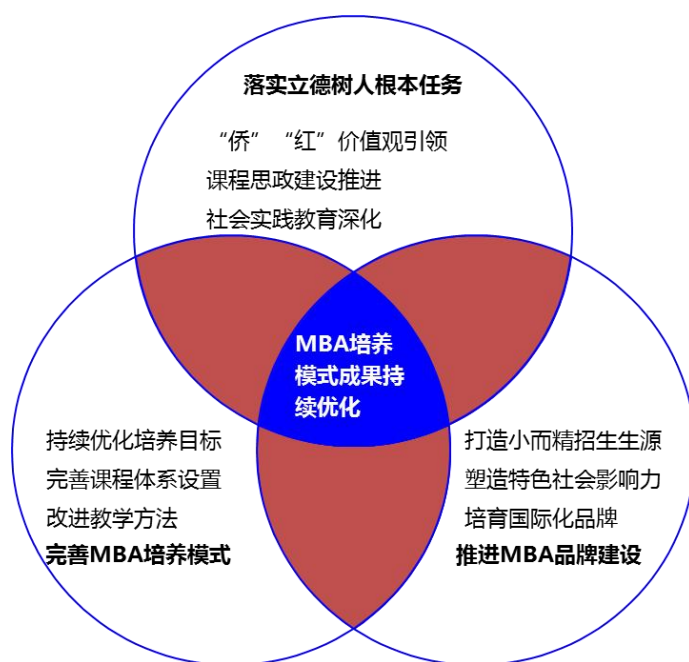 落实立德树人根本任务
“侨”“红”价值观引领
课程思政建设推进
社会实践教育深化
MBA培养
模式成果持
续优化
持续优化培养目标
完善课程体系设置
改进教学方法
完善MBA培养模式
打造小而精招生生源
塑造特色社会影响力
培育国际化品牌
推进MBA品牌建设